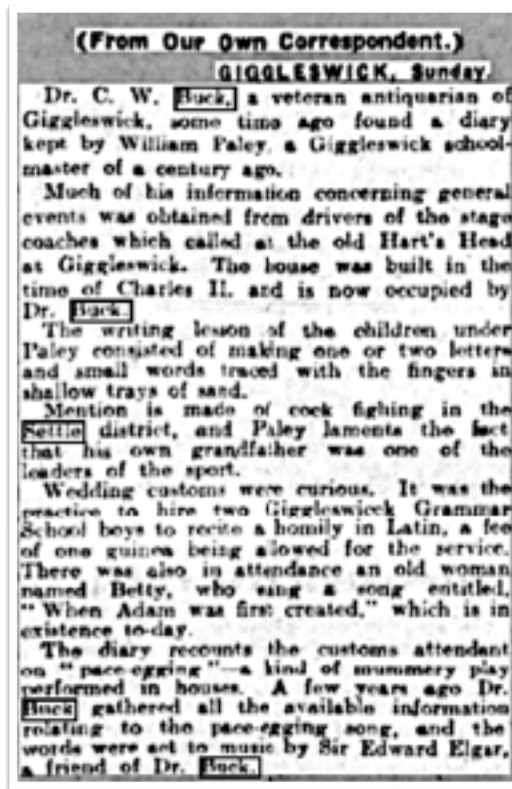 (From Our Own Correspondent.)
GIGGLESWICK, Sunday.
Dr. C. W. Buck, a veteran antiquarian of
Giggleswick, some time ago found a diary
kept by William Paley, a Giggleswick school-
master of a century ago.
Much of his information concerning general
events was obtained from drivers of the stage
coaches which called at the old Hart's Head
at Giggleswick. The house was built in the
time of Charles II. and is now occupied by
Dr. Buck.
The writing lesson of the children under
Paley consisted of making one or two letters
and small words traced with the fingers in
shallow trays of sand.
Mention is made of cock fighing in the
Settle district, and Paley laments the fact
that his own grandfather was one of the
leaders of the sport.
Wedding customs were curious. It was the
practice to hire two Giggleswick Grammar
School boys to recite a homily in Latin, a fee
of one guinea being allowed for the service.
There was also in attendance an old woman
named Betty, who sang a song entitled,
"When Adam was first created," which is in
existence to-day.
The diary recounts the customs attendant
on "pace-egging"—a kind of mummery play
performed in houses. A few years ago Dr.
Buck gathered all the available information
relating to the pace-egging song, and the
words were set to music by Sir Edward Elgar,
a friend of Dr. Buck.